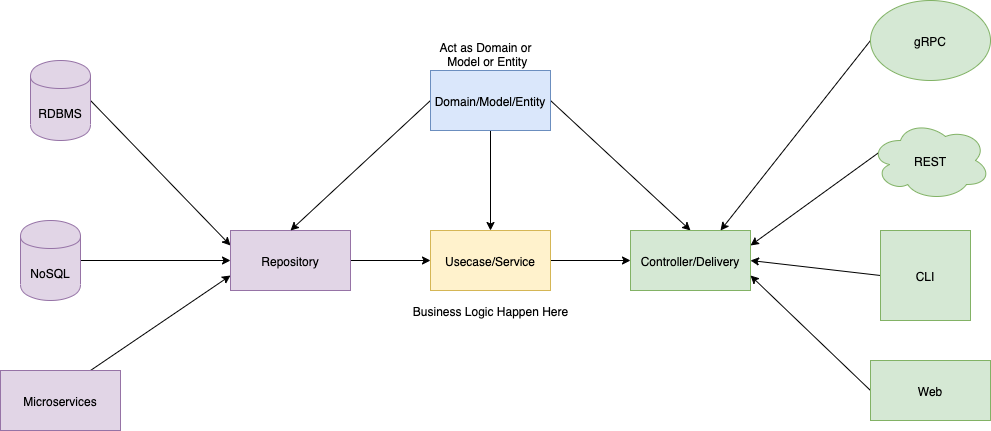 gRPC
Act as Domain or
Model or Entity
Domain/Model/Entity
RDBMS
REST
Repository
Usecase/Service
Controller/Delivery
NoSQL
CLI
Business Logic Happen Here
Microservices
Web